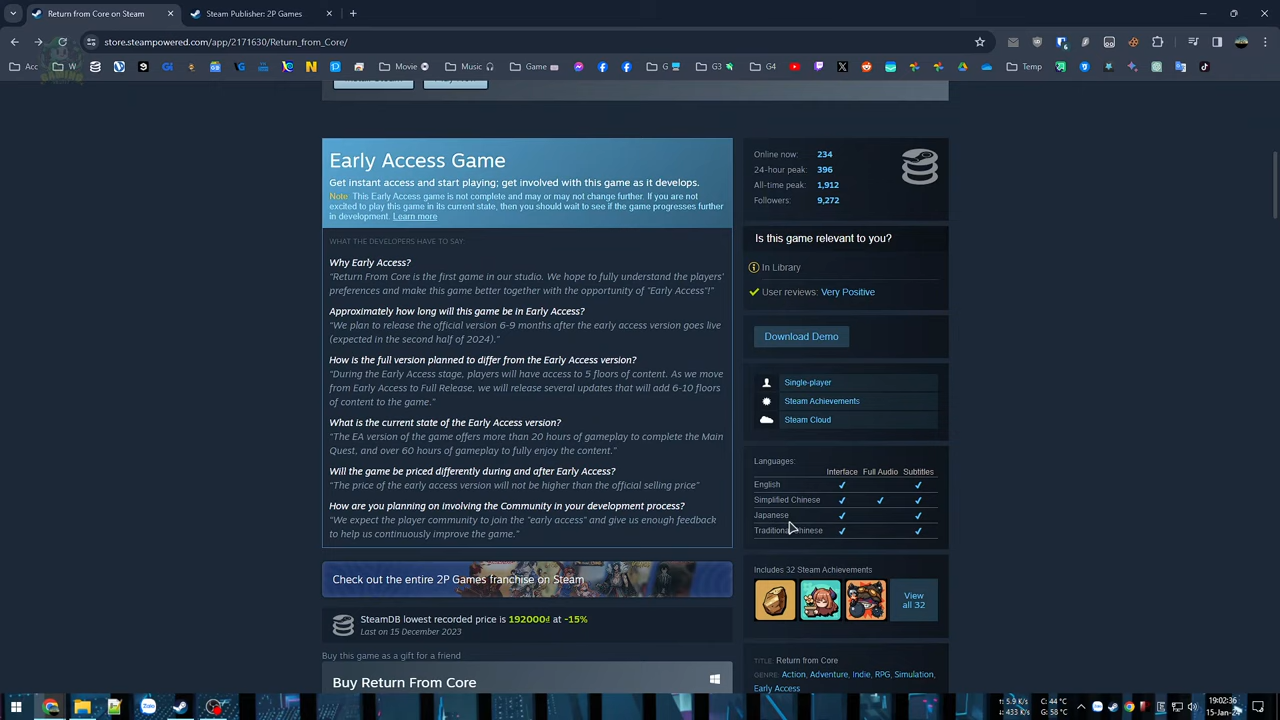 Return from Core on Steam
Steam Publisher: 2P Games
store.steampowered.com/app/2171630/Return_from_Core/
Acc
Movie
Music
Game
G
G3
G4
Temp
GAMING
Early Access Game
Get instant access and start playing; get involved with this game as it develops.
Note: This Early Access game is not complete and may or may not change further. If you are
excited to play this game in its current state, then you should wait to see if the game progresses further
in development. Learn more
WHAT THE DEVELOPERS HAVE TO SAY:
Why Early Access?
"Return From Core is the first game in our studio. We hope to fully understand the players'
preferences and make this game better together with the opportunity of "Early Access"!"
Approximately how long will this game be in Early Access?
"We plan to release the official version 6-9 months after the early access version goes live
(expected in the second half of 2024)."
How is the full version planned to differ from the Early Access version?
"During the Early Access stage, players will have access to 5 floors of content. As we move
from Early Access to Full Release, we will release several updates that will add 6-10 floors
of content to the game."
What is the current state of the Early Access version?
"The EA version of the game offers more than 20 hours of gameplay to complete the Main
Quest, and over 60 hours of gameplay to fully enjoy the content."
Will the game be priced differently during and after Early Access?
"The price of the early access version will not be higher than the official selling price"
How are you planning on involving the Community in your development process?
"We expect the player community to join the "early access" and give us enough feedback
to help us continuously improve the game."
Check out the entire 2P Games franchise on Steam
SteamDB lowest recorded price is 192000₫ at -15%
Last on 15 December 2023
Buy this game as a gift for a friend
Buy Return From Core
Online now: 234
24-hour peak: 396
All-time peak: 1,912
Followers: 9,272
Is this game relevant to you?
In Library
User reviews: Very Positive
Download Demo
Single-player
Steam Achievements
Steam Cloud
Languages:
Interface Full Audio Subtitles
English
Simplified Chinese
Japanese
Traditional Chinese
Includes 32 Steam Achievements
View
all 32
TITLE: Return from Core
GENRE: Action, Adventure, Indie, RPG, Simulation,
Early Access
C: 44 °C
G: 58 °C
19:02:36